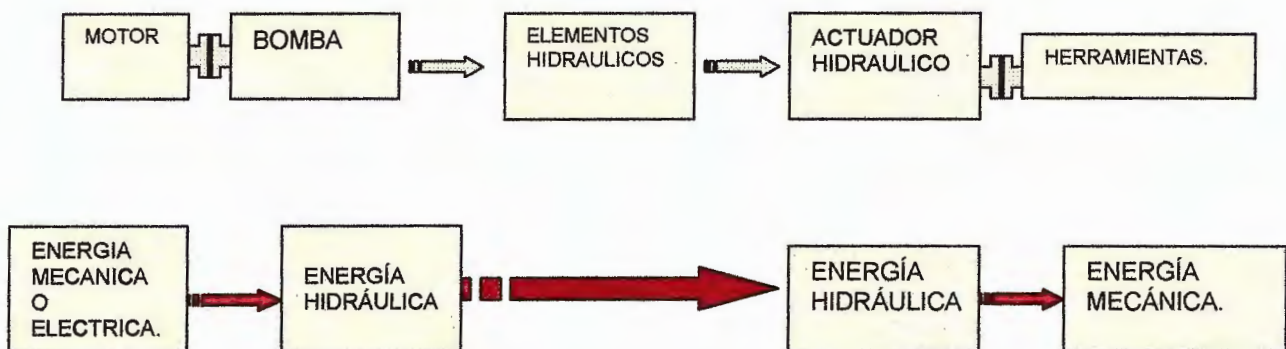 MOTOR
BOMBA
ELEMENTOS
HIDRAULICOS
ACTUADOR
HIDRAULICO
HERRAMIENTAS.
ENERGIA
MECANICA
O
ELECTRICA.
ENERGÍA
HIDRÁULICA
ENERGÍA
HIDRÁULICA
ENERGÍA
MECÁNICA.